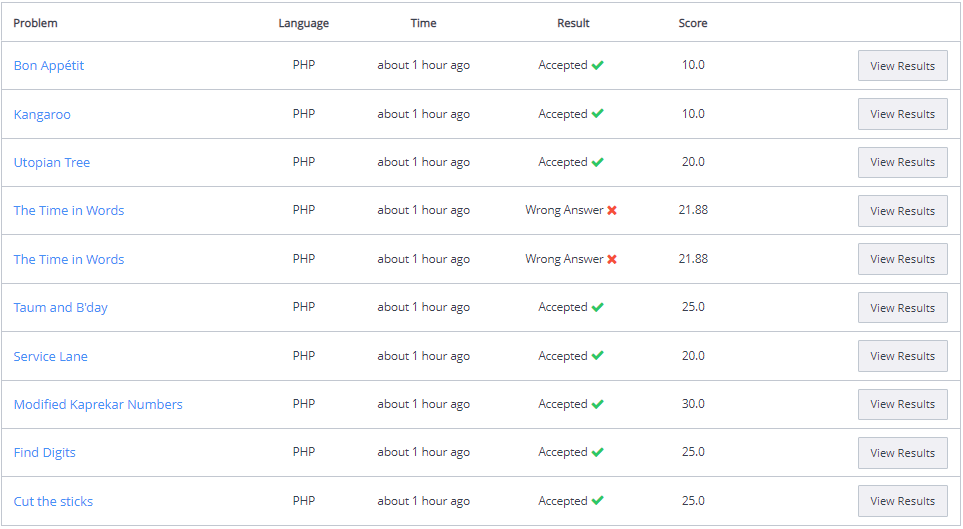 Problem Language Time Result Score
Bon Appétit PHP about 1 hour ago Accepted 10.0 View Results
Kangaroo PHP about 1 hour ago Accepted 10.0 View Results
Utopian Tree PHP about 1 hour ago Accepted 20.0 View Results
The Time in Words PHP about 1 hour ago Wrong Answer 21.88 View Results
The Time in Words PHP about 1 hour ago Wrong Answer 21.88 View Results
Taum and B'day PHP about 1 hour ago Accepted 25.0 View Results
Service Lane PHP about 1 hour ago Accepted 20.0 View Results
Modified Kaprekar Numbers PHP about 1 hour ago Accepted 30.0 View Results
Find Digits PHP about 1 hour ago Accepted 25.0 View Results
Cut the sticks PHP about 1 hour ago Accepted 25.0 View Results